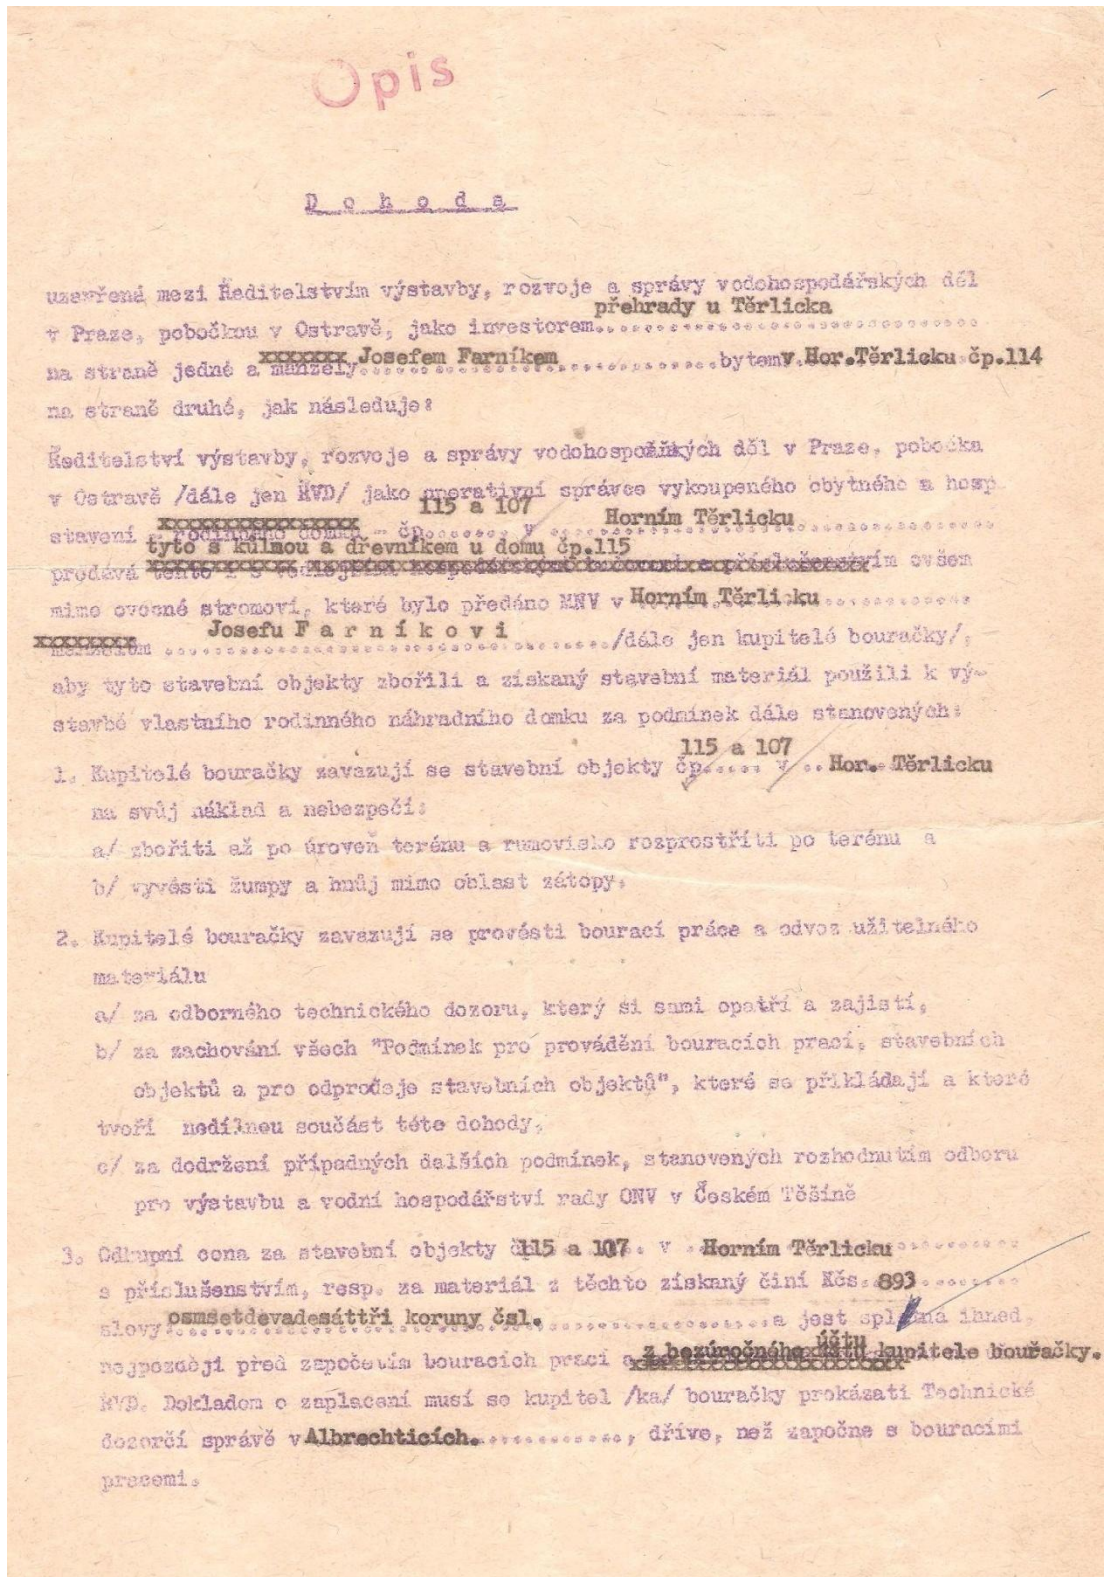 Opis
D o h o d a
uzavřená mezi Ředitelstvím výstavby, rozvoje a správy vodohospodářských děl
přehrady u Těrlicka
v Praze, pobočkou v Ostravě, jako investorem
xxxxxxx Josefem Farníkem bytem v Hor.Těrlicku čp.114
na straně jedné a manžely
na straně druhé, jak následuje:
Ředitelství výstavby, rozvoje a správy vodohospodářských děl v Praze, pobočka
v Ostravě /dále jen ŘVD/ jako operativní správce vykoupeného obytného a hosp.
115 a 107 Horním Těrlicku
stavení - rodinného domu - čp...... v
tyto s kůlnou a dřevníkem u domu čp.115
prodává tento i s vedlejšími ovšem
mimo ovocné stromoví, které bylo předáno MNV v Horním Těrlicku
xxxxxxxx Josefu F a r n í k o v i
manželům /dále jen kupitelé bouračky/,
aby tyto stavební objekty zbořili a získaný stavební materiál použili k vý-
stavbě vlastního rodinného náhradního domku za podmínek dále stanovených:
115 a 107
1. Kupitelé bouračky zavazují se stavební objekty čp..... v .. Hor. Těrlicku
na svůj náklad a nebezpečí:
a/ zbořiti až po úroveň terénu a rumovisko rozprostříti po terénu a
b/ vyvésti žumpy a hnůj mimo oblast zátopy.
2. Kupitelé bouračky zavazují se provésti bourací práce a odvoz užitelného
materiálu
a/ za odborného technického dozoru, který si sami opatří a zajistí,
b/ za zachování všech "Podmínek pro provádění bouracích prací, stavebních
objektů a pro odprodeje stavebních objektů", které se přikládají a které
tvoří nedílnou součást této dohody,
c/ za dodržení případných dalších podmínek, stanovených rozhodnutím odboru
pro výstavbu a vodní hospodářství rady ONV v Českém Těšíně
3. Odkupní cena za stavební objekty čp.115 a 107. v Horním Těrlicku
s příslušenstvím, resp. za materiál z těchto získaný činí Kčs 893
slovy osmsetdevadesáttři koruny čsl. a jest splatná ihned,
účtu
nejpozději před započetím bouracích prací z bezúročného kupitele bouračky.
ŘVD. Dokladem o zaplacení musí se kupitel /ka/ bouračky prokázati Technické
dozorčí správě v Albrechticích. , dříve, než započne s bouracími
pracemi.